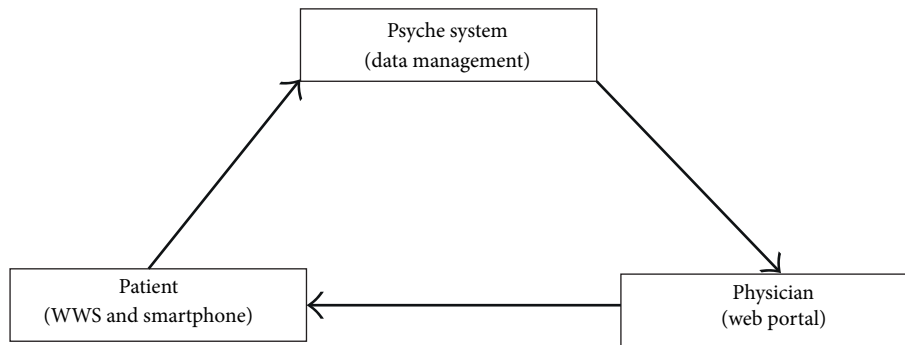 Psyche system
(data management)
Patient
(WWS and smartphone)
Physician
(web portal)